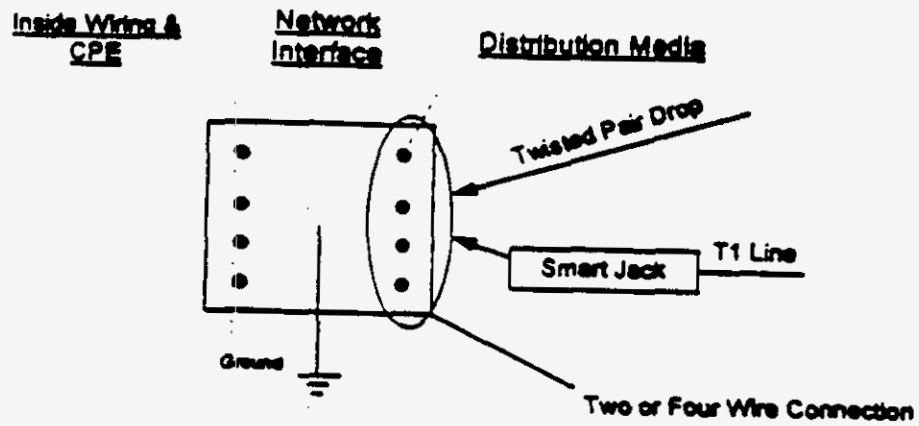 Inside Wiring &
CPE
Network
Interface
Distribution Media
Twisted Pair Drop
Smart Jack
T1 Line
Ground
Two or Four Wire Connection